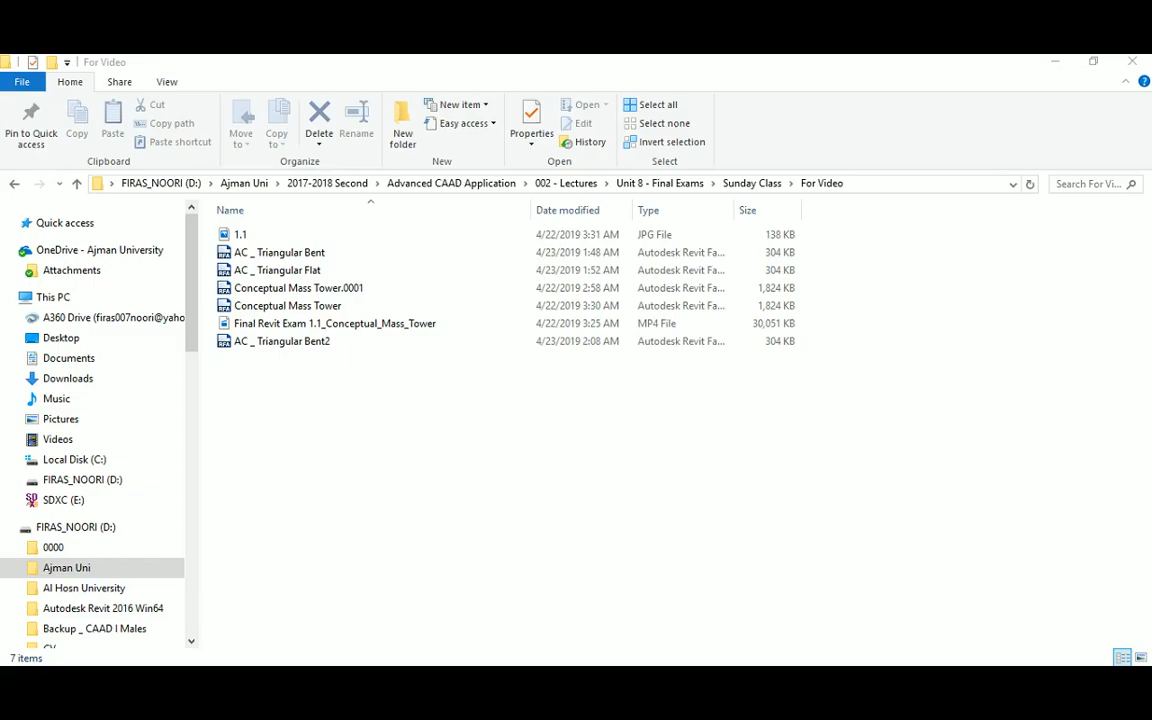 For Video
File Home Share View
Pin to Quick access
Copy
Paste
Cut
Copy path
Paste shortcut
Clipboard
Move to
Copy to
Delete
Rename
Organize
New folder
New item
Easy access
New
Properties
Open
Edit
History
Open
Select all
Select none
Invert selection
Select
FIRAS_NOORI (D:) › Ajman Uni › 2017-2018 Second › Advanced CAAD Application › 002 - Lectures › Unit 8 - Final Exams › Sunday Class › For Video
Search For Vi...
Quick access
OneDrive - Ajman University
Attachments
This PC
A360 Drive (firas007noori@yaho
Desktop
Documents
Downloads
Music
Pictures
Videos
Local Disk (C:)
FIRAS_NOORI (D:)
SDXC (E:)
FIRAS_NOORI (D:)
0000
Ajman Uni
Al Hosn University
Autodesk Revit 2016 Win64
Backup _ CAAD I Males
CV
Name Date modified Type Size
1.1 4/22/2019 3:31 AM JPG File 138 KB
AC _ Triangular Bent 4/23/2019 1:48 AM Autodesk Revit Fa... 304 KB
AC _ Triangular Flat 4/23/2019 1:52 AM Autodesk Revit Fa... 304 KB
Conceptual Mass Tower.0001 4/22/2019 2:58 AM Autodesk Revit Fa... 1,824 KB
Conceptual Mass Tower 4/22/2019 3:30 AM Autodesk Revit Fa... 1,824 KB
Final Revit Exam 1.1_Conceptual_Mass_Tower 4/22/2019 3:25 AM MP4 File 30,051 KB
AC _ Triangular Bent2 4/23/2019 2:08 AM Autodesk Revit Fa... 304 KB
7 items